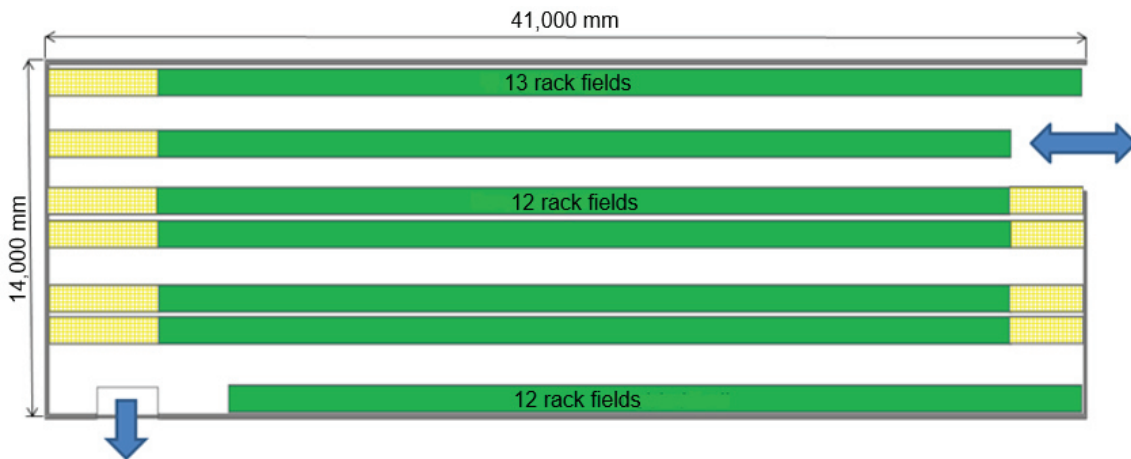 41,000 mm
13 rack fields
12 rack fields
14,000 mm
12 rack fields